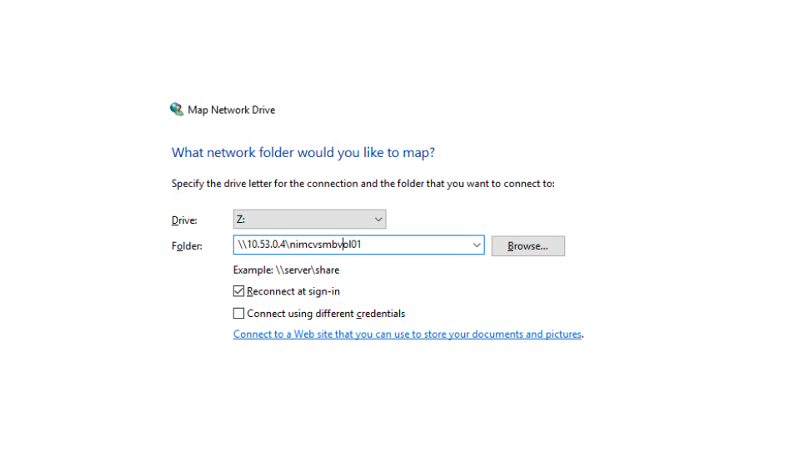 Map Network Drive
What network folder would you like to map?
Specify the drive letter for the connection and the folder that you want to connect to:
Drive: Z:
Folder: \\10.53.0.4\nimcvsmbvol01 Browse...
Example: \\server\share
Reconnect at sign-in
Connect using different credentials
Connect to a Web site that you can use to store your documents and pictures.